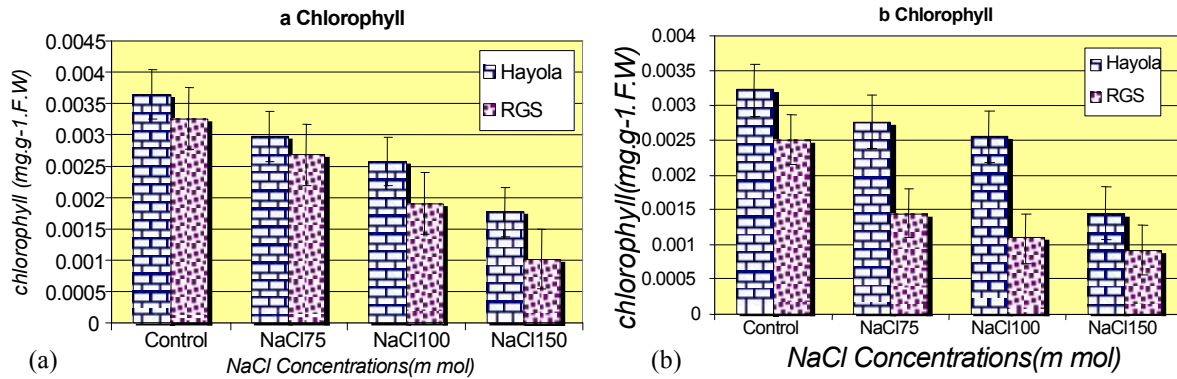 a Chlorophyll
chlorophyll (mg.g-1.F.W)
0.0045
0.004
0.0035
0.003
0.0025
0.002
0.0015
0.001
0.0005
0
Hayola
RGS
Control NaCl75 NaCl100 NaCl150
NaCl Concentrations(m mol)
(a)
b Chlorophyll
chlorophyll(mg.g-1.F.W)
0.004
0.0035
0.003
0.0025
0.002
0.0015
0.001
0.0005
0
Hayola
RGS
Control NaCl75 NaCl100 NaCl150
NaCl Concentrations(m mol)
(b)